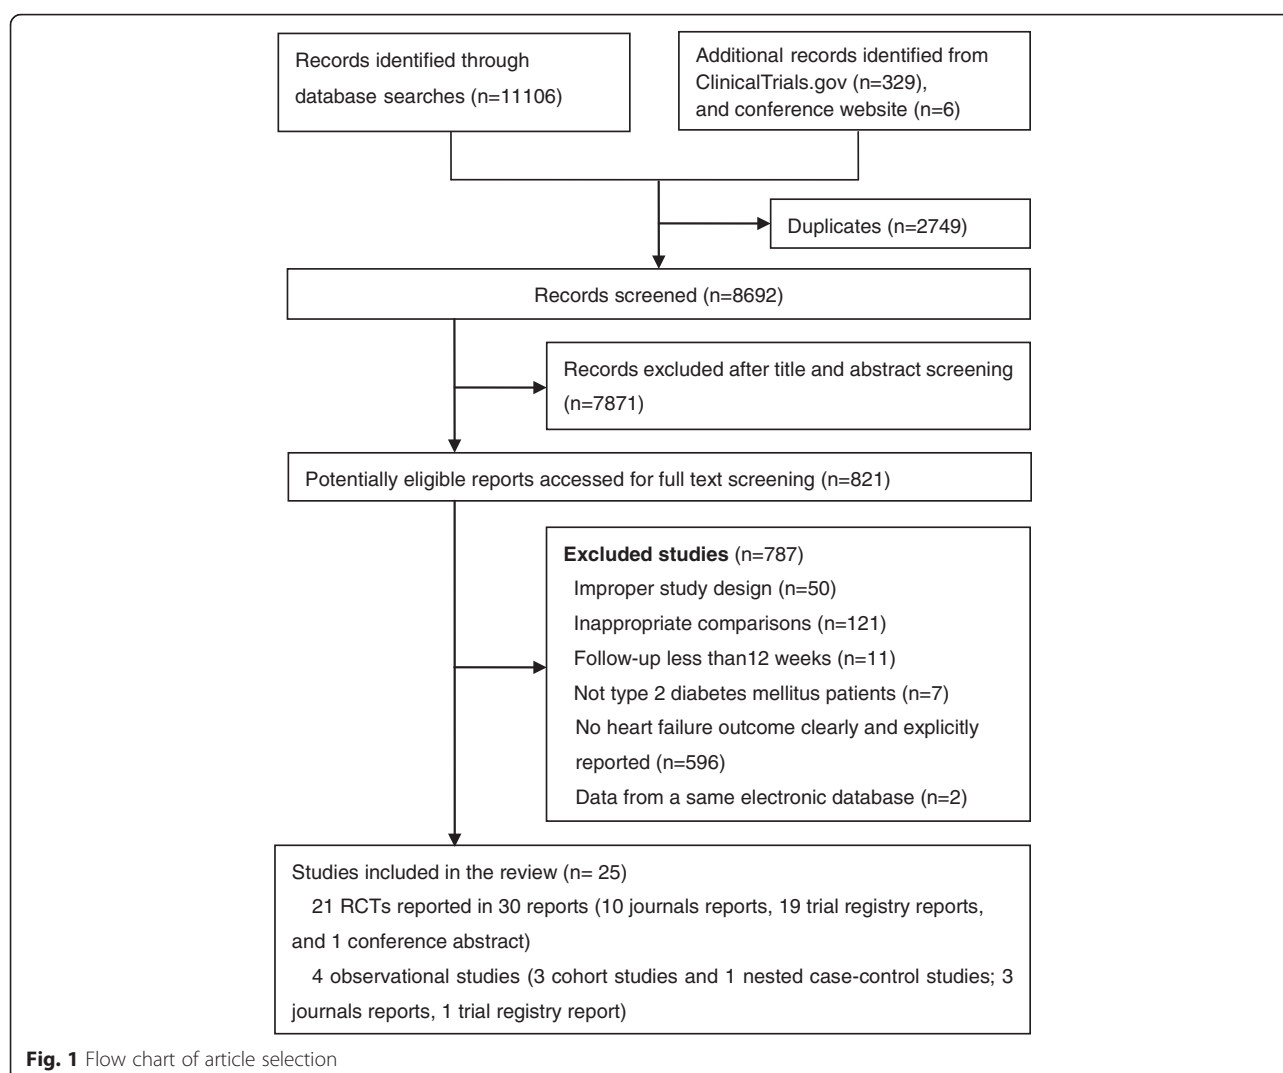 Records identified through
database searches (n=11106)
Additional records identified from
ClinicalTrials.gov (n=329),
and conference website (n=6)
Duplicates (n=2749)
Records screened (n=8692)
Records excluded after title and abstract screening
(n=7871)
Potentially eligible reports accessed for full text screening (n=821)
Excluded studies (n=787)
Improper study design (n=50)
Inappropriate comparisons (n=121)
Follow-up less than12 weeks (n=11)
Not type 2 diabetes mellitus patients (n=7)
No heart failure outcome clearly and explicitly
reported (n=596)
Data from a same electronic database (n=2)
Studies included in the review (n= 25)
21 RCTs reported in 30 reports (10 journals reports, 19 trial registry reports,
and 1 conference abstract)
4 observational studies (3 cohort studies and 1 nested case-control studies; 3
journals reports, 1 trial registry report)
Fig. 1 Flow chart of article selection